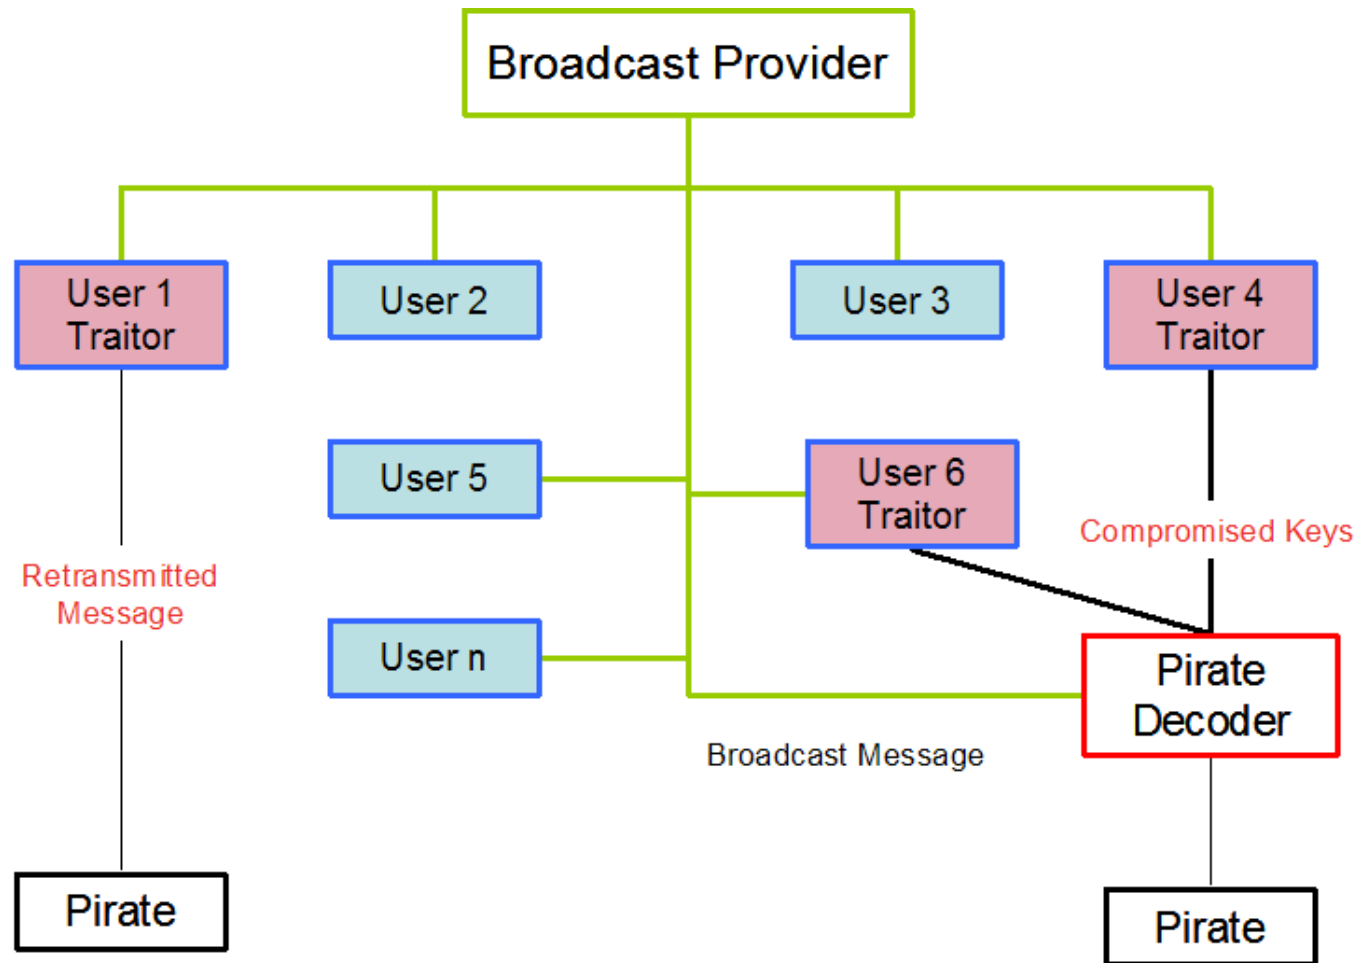 Broadcast Provider
User 1
Traitor
User 2
User 3
User 4
Traitor
User 5
User 6
Traitor
Compromised Keys
Retransmitted
Message
User n
Pirate
Decoder
Broadcast Message
Pirate
Pirate